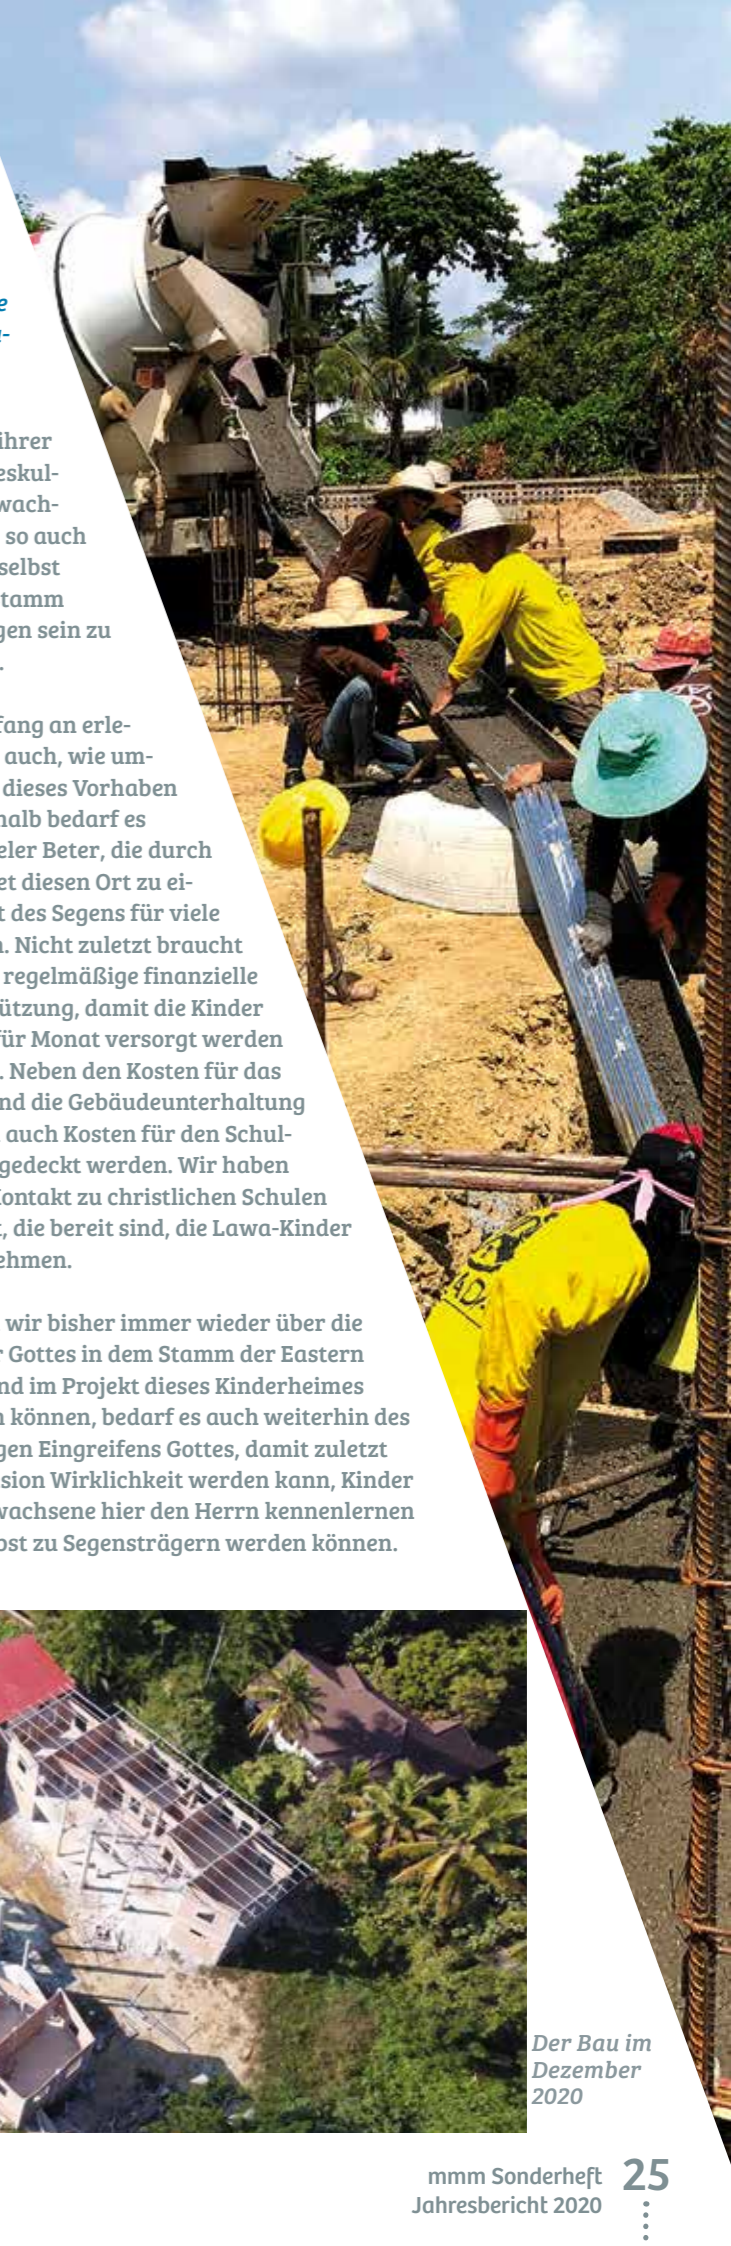 e
-
ihrer
eskul-
wach-
so auch
selbst
tamm
gen sein zu
.
fang an erle-
auch, wie um-
dieses Vorhaben
halb bedarf es
eler Beter, die durch
et diesen Ort zu ei-
t des Segens für viele
n. Nicht zuletzt braucht
regelmäßige finanzielle
ützung, damit die Kinder
für Monat versorgt werden
. Neben den Kosten für das
nd die Gebäudeunterhaltung
auch Kosten für den Schul-
gedeckt werden. Wir haben
Kontakt zu christlichen Schulen
t, die bereit sind, die Lawa-Kinder
ehmen.
wir bisher immer wieder über die
r Gottes in dem Stamm der Eastern
nd im Projekt dieses Kinderheimes
n können, bedarf es auch weiterhin des
gen Eingreifens Gottes, damit zuletzt
sion Wirklichkeit werden kann, Kinder
wachsene hier den Herrn kennenlernen
bst zu Segensträgern werden können.
715
Der Bau im
Dezember
2020
mmm Sonderheft 25
Jahresbericht 2020